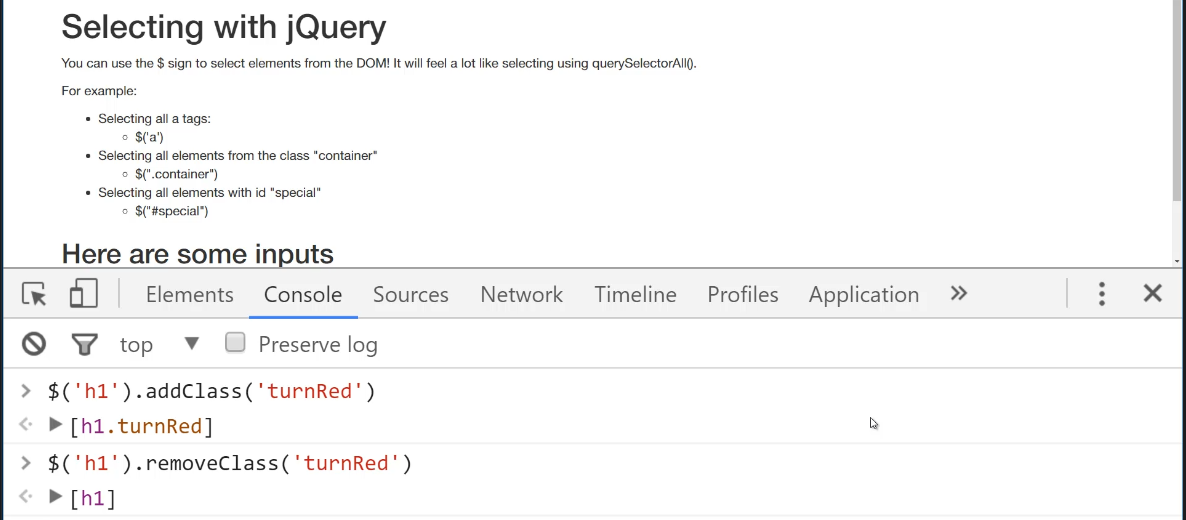 Selecting with jQuery
You can use the $ sign to select elements from the DOM! It will feel a lot like selecting using querySelectorAll().
For example:
Selecting all a tags:
$('a')
Selecting all elements from the class "container"
$(".container")
Selecting all elements with id "special"
$("#special")
Here are some inputs
Elements Console Sources Network Timeline Profiles Application »
top Preserve log
> $('h1').addClass('turnRed')
[h1.turnRed]
> $('h1').removeClass('turnRed')
[h1]